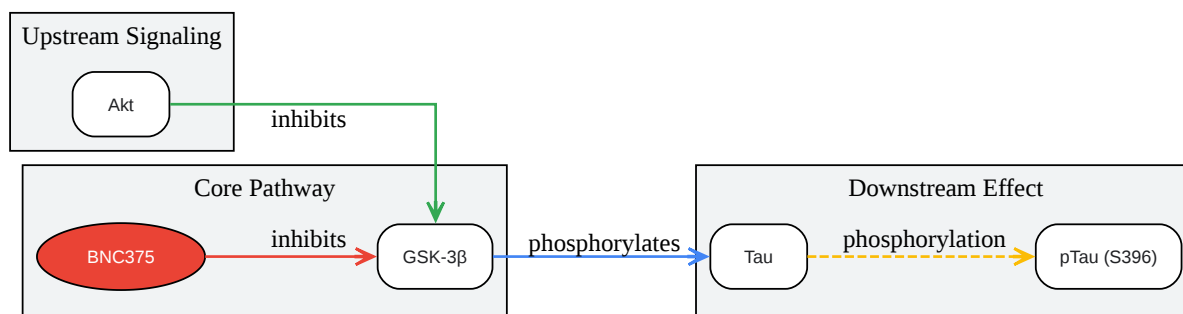 Upstream Signaling
Akt
inhibits
Core Pathway
Downstream Effect
BNC375
inhibits
GSK-3β
phosphorylates
Tau
phosphorylation
pTau (S396)